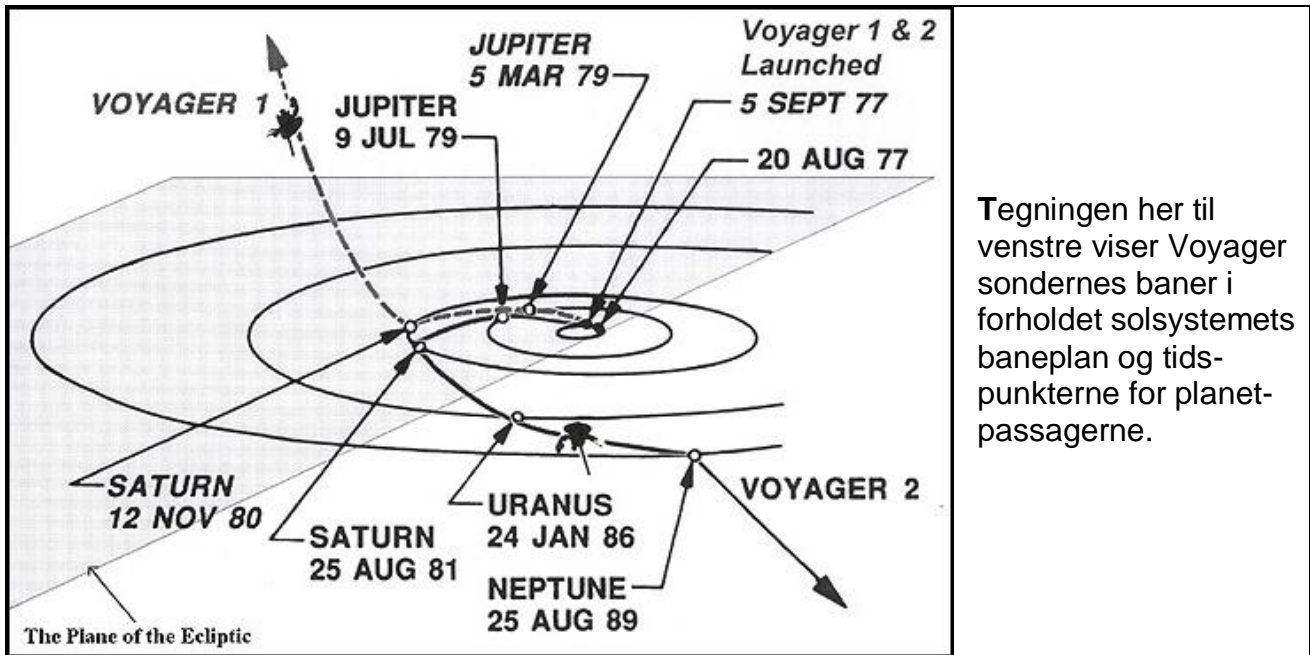 Voyager 1 & 2
Launched
5 SEPT 77
20 AUG 77
JUPITER
5 MAR 79
JUPITER
9 JUL 79
VOYAGER 1
SATURN
12 NOV 80
SATURN
25 AUG 81
URANUS
24 JAN 86
NEPTUNE
25 AUG 89
VOYAGER 2
The Plane of the Ecliptic
Tegningen her til
venstre viser Voyager
sondernes baner i
forholdet solsystemets
baneplan og tids-
punkterne for planet-
passagerne.